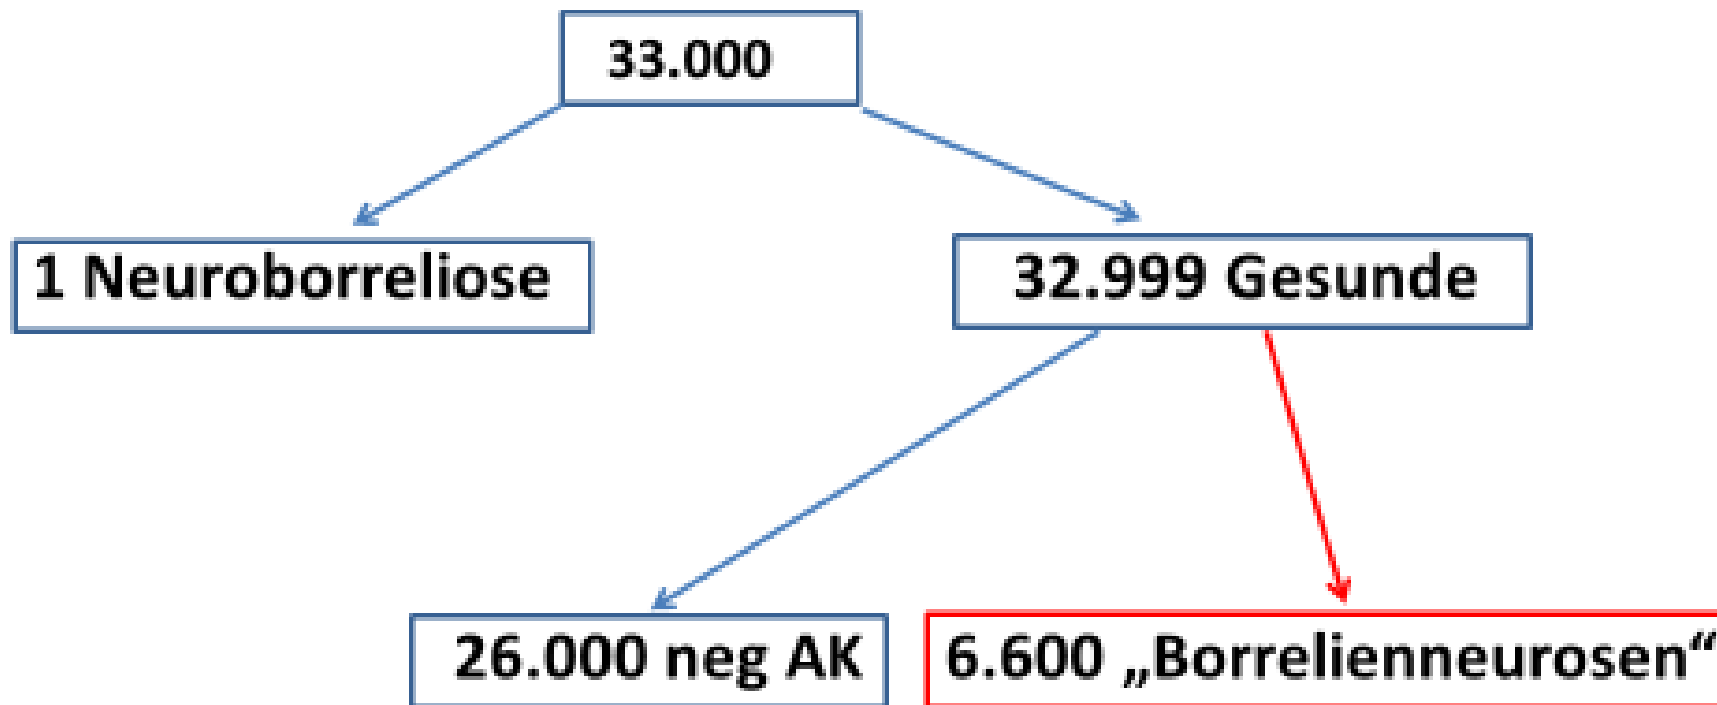 33.000
1 Neuroborreliose
32.999 Gesunde
26.000 neg AK
6.600 „Borrelienneurosen“